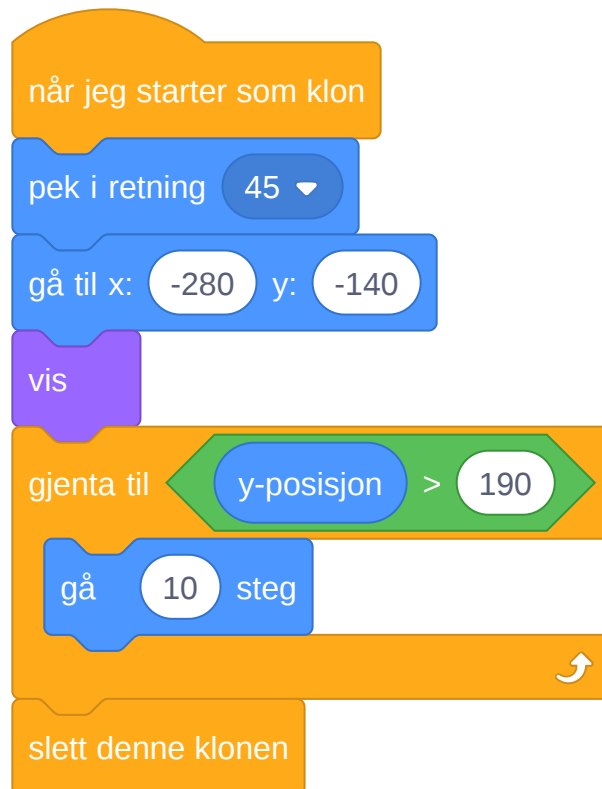 når jeg starter som klon
pek i retning 45
gå til x: -280 y: -140
vis
gjenta til y-posisjon > 190
gå 10 steg
slett denne klonen